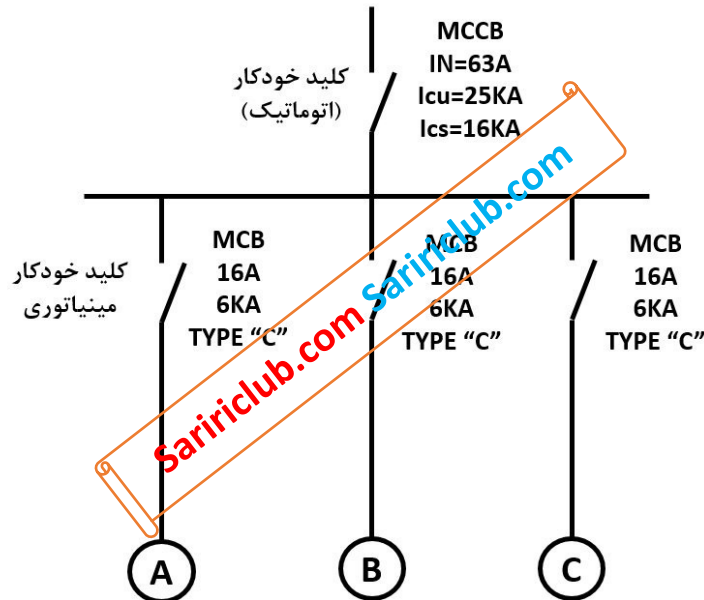 MCCB
IN=63A
Icu=25KA
Ics=16KA
کلید خودکار
(اتوماتیک)
کلید خودکار
مینیاتوری
MCB
16A
6KA
TYPE “C”
MCB
16A
6KA
TYPE “C”
MCB
16A
6KA
TYPE “C”
Saririclub.com Saririclub.com
A
B
C